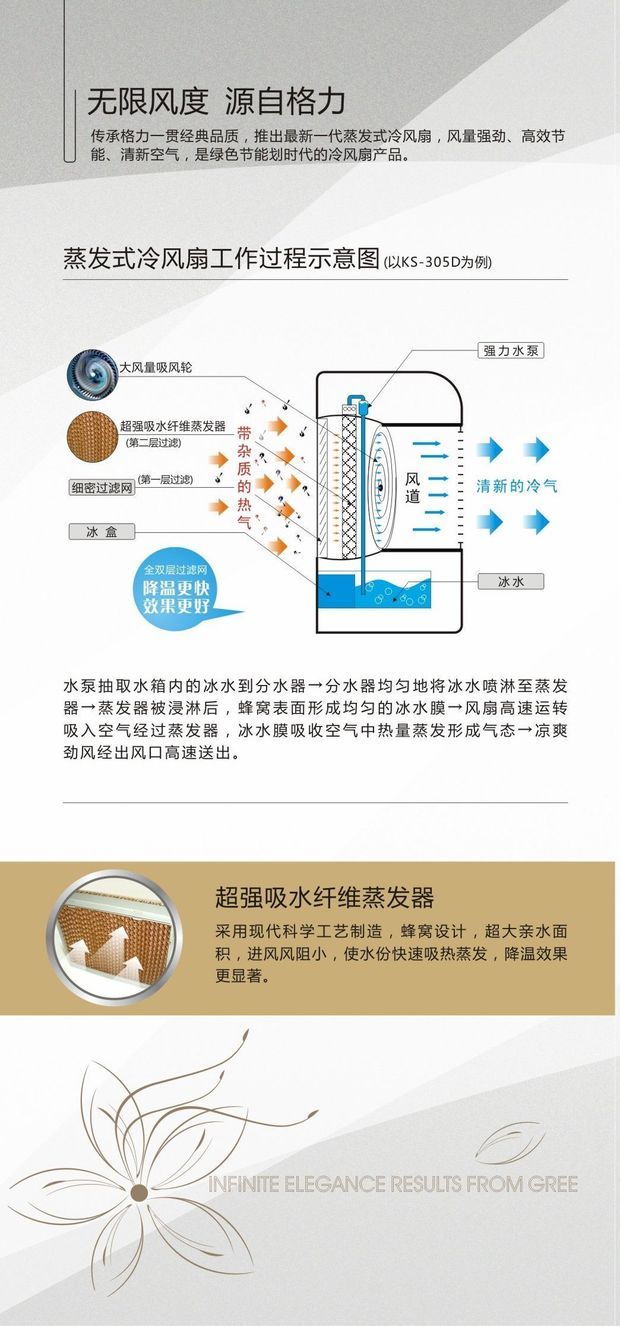 无限风度 源自格力
传承格力一贯经典品质，推出最新一代蒸发式冷风扇，风量强劲、高效节
能、清新空气，是绿色节能划时代的冷风扇产品。
蒸发式冷风扇工作过程示意图(以KS-305D为例)
强力水泵
大风量吸风轮
超强吸水纤维蒸发器
(第二层过滤)
细密过滤网
(第一层过滤)
冰盒
带杂质的热气
风道
清新的冷气
冰水
全双层过滤网
降温更快
效果更好
水泵抽取水箱内的冰水到分水器→分水器均匀地将冰水喷淋至蒸发
器→蒸发器被浸淋后，蜂窝表面形成均匀的冰水膜→风扇高速运转
吸入空气经过蒸发器，冰水膜吸收空气中热量蒸发形成气态→凉爽
劲风经出风口高速送出。
超强吸水纤维蒸发器
采用现代科学工艺制造，蜂窝设计，超大亲水面
积，进风风阻小，使水份快速吸热蒸发，降温效果
更显著。
INFINITE ELEGANCE RESULTS FROM GREE